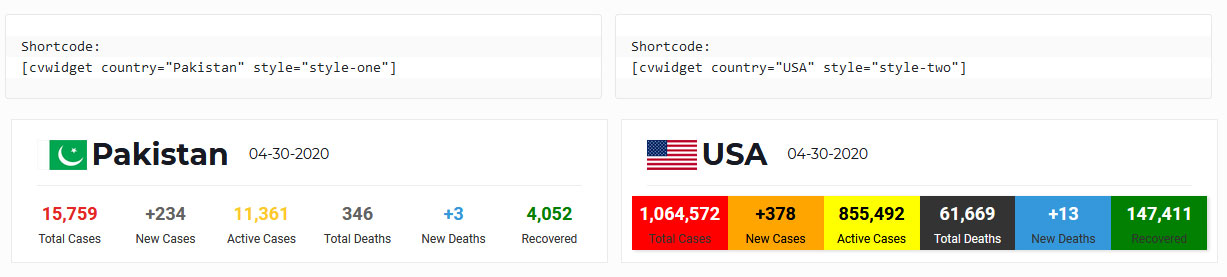 Shortcode:
[cvwidget country="Pakistan" style="style-one"]
Shortcode:
[cvwidget country="USA" style="style-two"]
Pakistan 04-30-2020
15,759 +234 11,361 346 +3 4,052
Total Cases New Cases Active Cases Total Deaths New Deaths Recovered
USA 04-30-2020
1,064,572 +378 855,492 61,669 +13 147,411
Total Cases New Cases Active Cases Total Deaths New Deaths Recovered